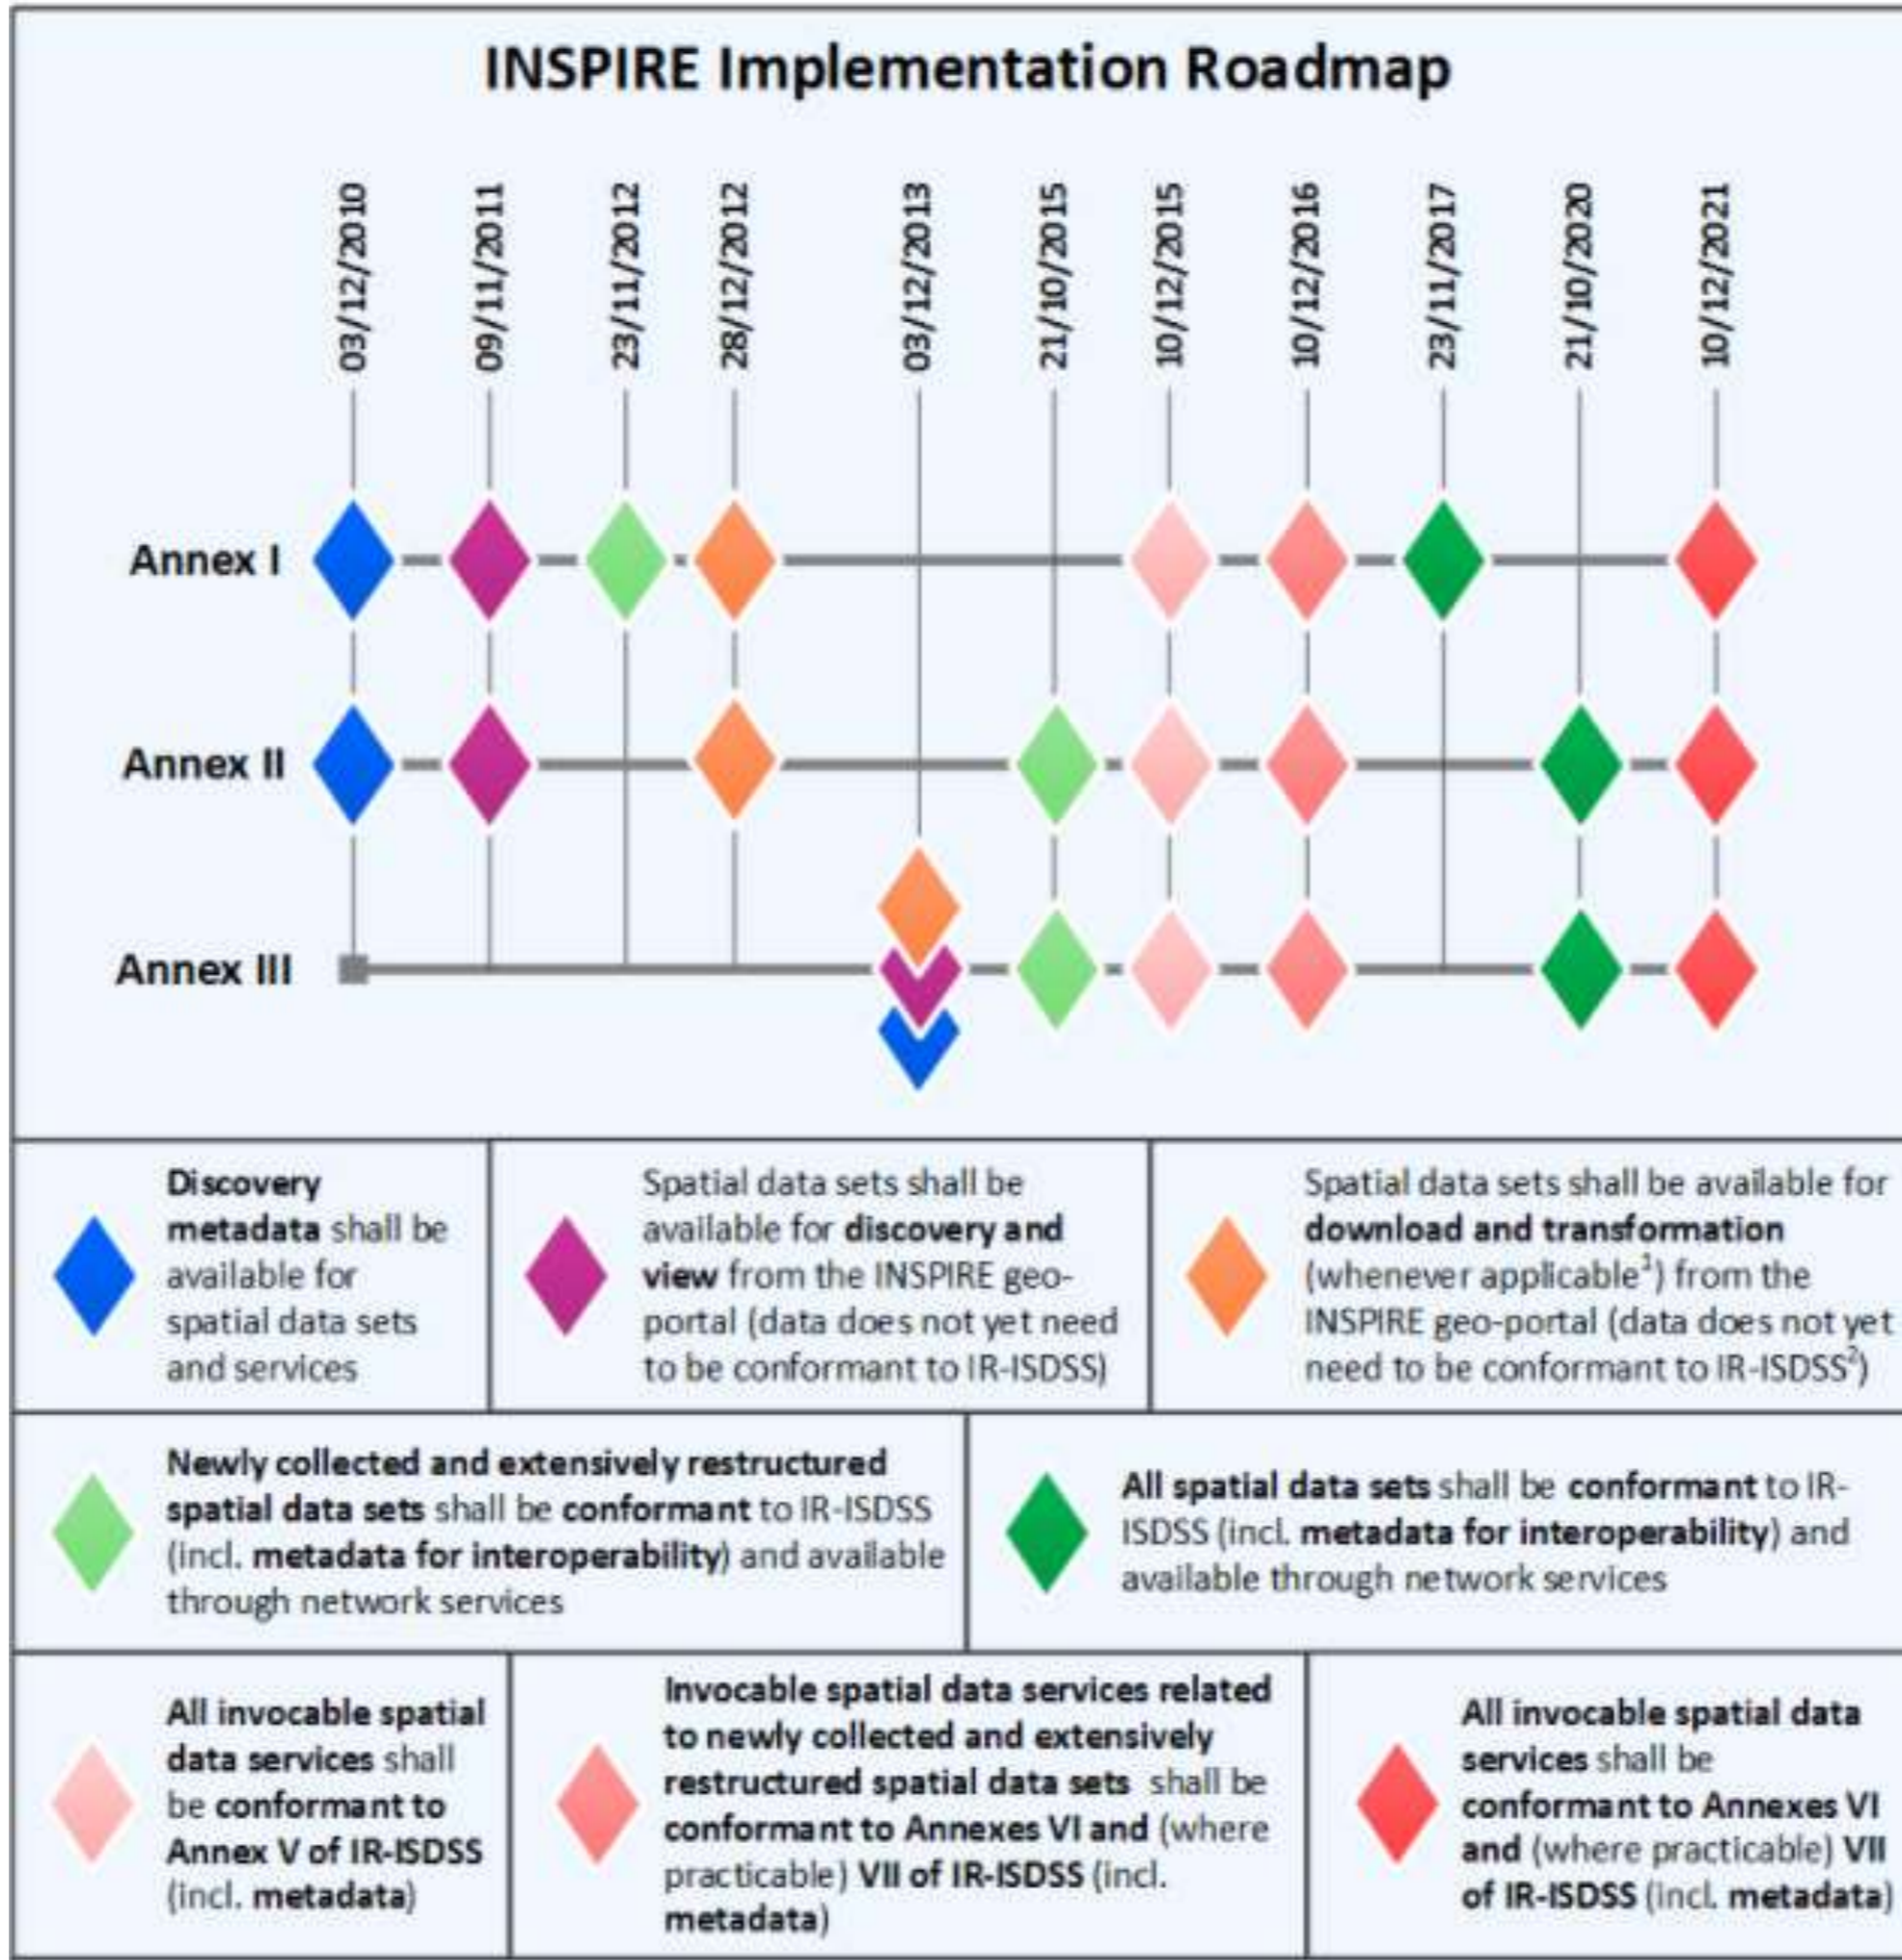 INSPIRE Implementation Roadmap
03/12/2010
09/11/2011
23/11/2012
28/12/2012
03/12/2013
21/10/2015
10/12/2015
10/12/2016
23/11/2017
21/10/2020
10/12/2021
Annex I
Annex II
Annex III
Discovery
metadata shall be
available for
spatial data sets
and services
Spatial data sets shall be
available for discovery and
view from the INSPIRE geo-
portal (data does not yet need
to be conformant to IR-ISDSS)
Spatial data sets shall be available for
download and transformation
(whenever applicable¹) from the
INSPIRE geo-portal (data does not yet
need to be conformant to IR-ISDSS²)
Newly collected and extensively restructured
spatial data sets shall be conformant to IR-ISDSS
(incl. metadata for interoperability) and available
through network services
All spatial data sets shall be conformant to IR-
ISDSS (incl. metadata for interoperability) and
available through network services
All invocable spatial
data services shall
be conformant to
Annex V of IR-ISDSS
(incl. metadata)
Invocable spatial data services related
to newly collected and extensively
restructured spatial data sets shall be
conformant to Annexes VI and (where
practicable) VII of IR-ISDSS (incl.
metadata)
All invocable spatial data
services shall be
conformant to Annexes VI
and (where practicable) VII
of IR-ISDSS (incl. metadata)